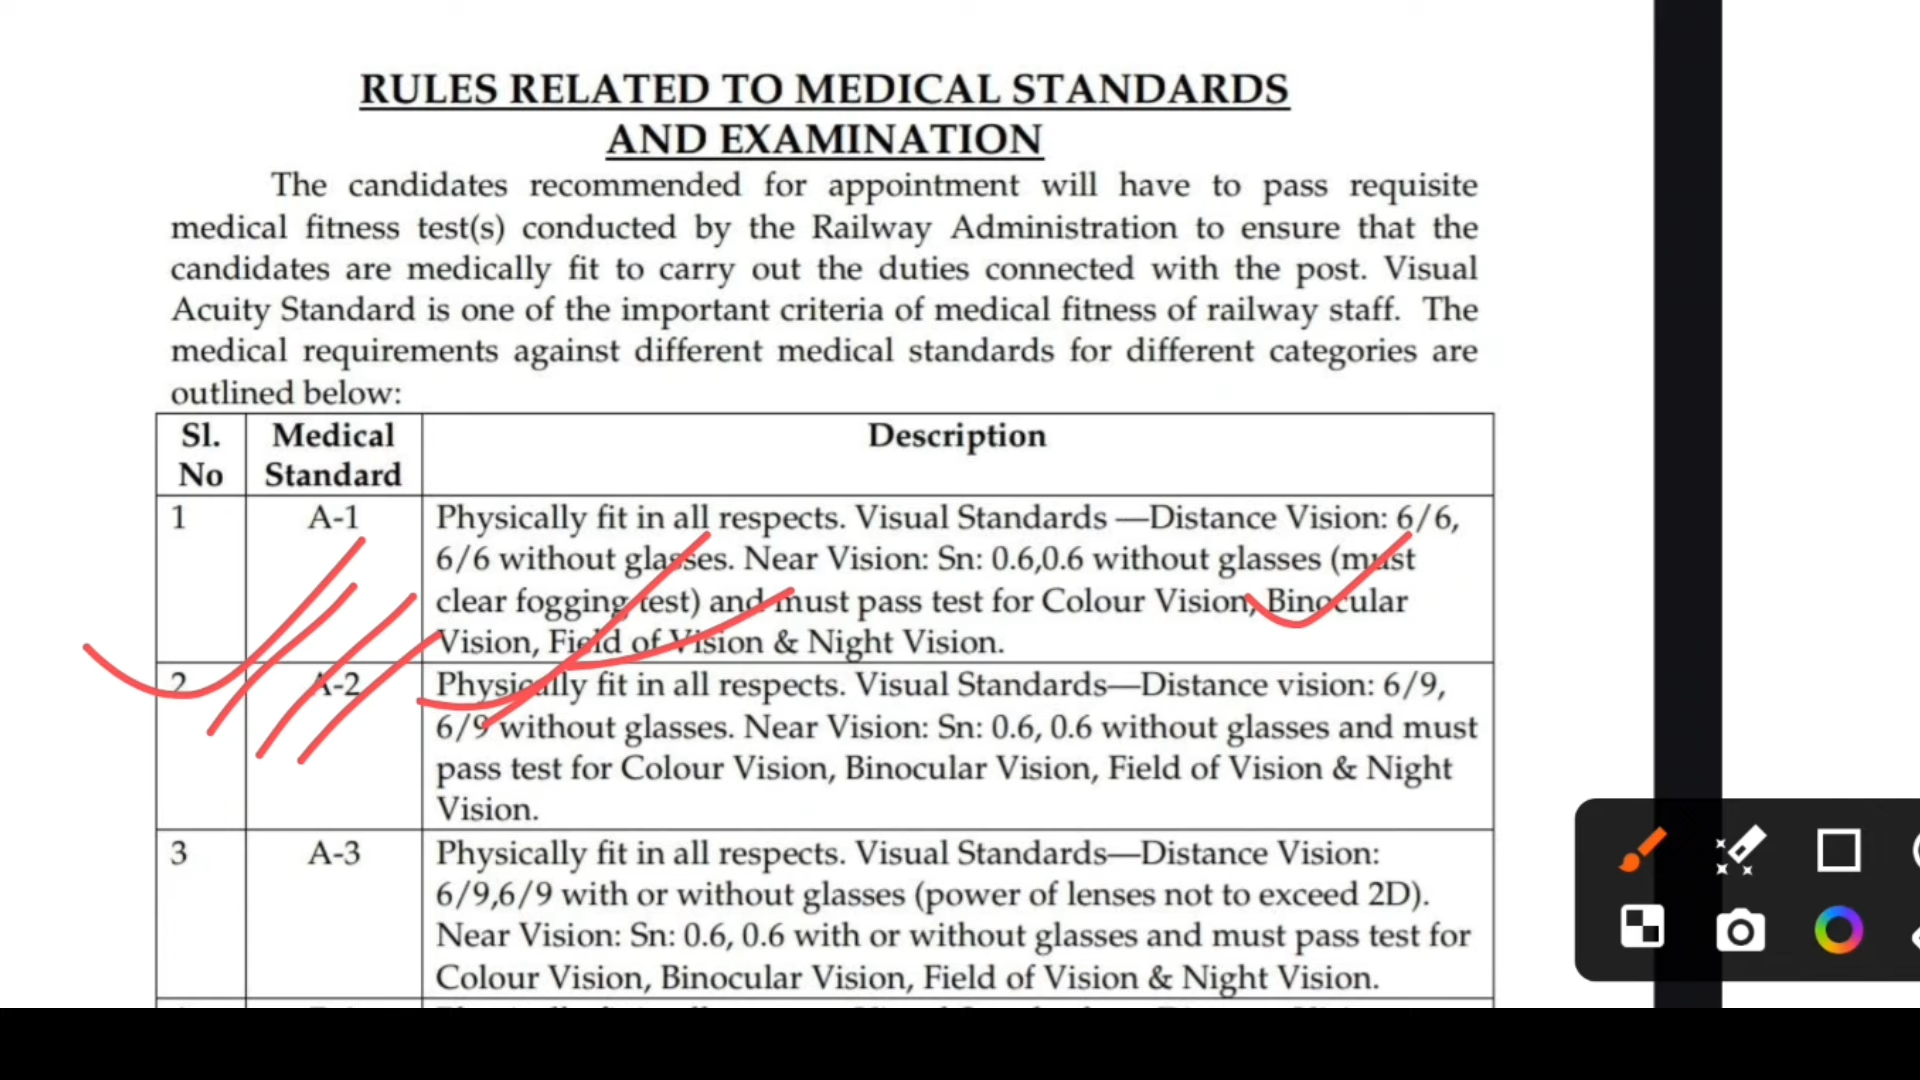 RULES RELATED TO MEDICAL STANDARDS
AND EXAMINATION
The candidates recommended for appointment will have to pass requisite
medical fitness test(s) conducted by the Railway Administration to ensure that the
candidates are medically fit to carry out the duties connected with the post. Visual
Acuity Standard is one of the important criteria of medical fitness of railway staff. The
medical requirements against different medical standards for different categories are
outlined below:
Sl. No
Medical Standard
Description
1
A-1
Physically fit in all respects. Visual Standards —Distance Vision: 6/6,
6/6 without glasses. Near Vision: Sn: 0.6,0.6 without glasses (must
clear fogging test) and must pass test for Colour Vision, Binocular
Vision, Field of Vision & Night Vision.
2
A-2
Physically fit in all respects. Visual Standards—Distance vision: 6/9,
6/9 without glasses. Near Vision: Sn: 0.6, 0.6 without glasses and must
pass test for Colour Vision, Binocular Vision, Field of Vision & Night
Vision.
3
A-3
Physically fit in all respects. Visual Standards—Distance Vision:
6/9,6/9 with or without glasses (power of lenses not to exceed 2D).
Near Vision: Sn: 0.6, 0.6 with or without glasses and must pass test for
Colour Vision, Binocular Vision, Field of Vision & Night Vision.